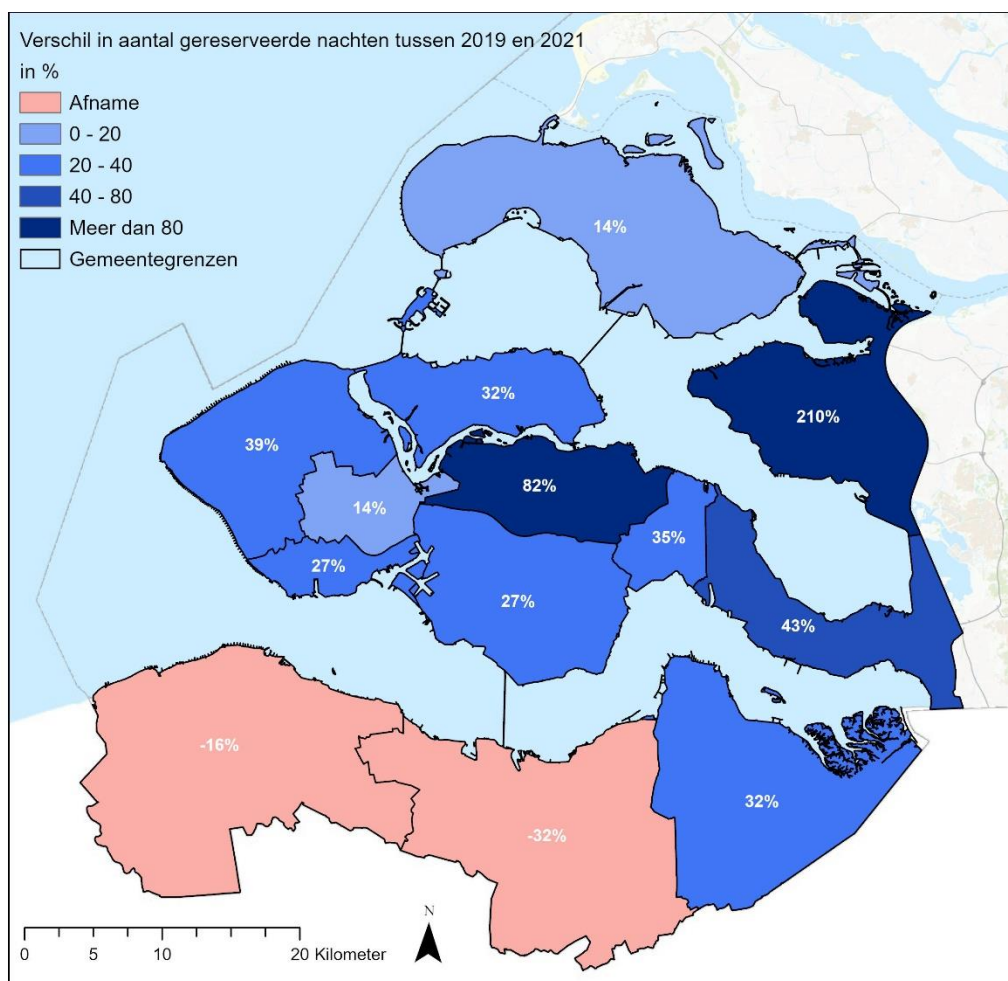 Verschil in aantal gereserveerde nachten tussen 2019 en 2021
in %
Afname
0 - 20
20 - 40
40 - 80
Meer dan 80
Gemeentegrenzen
14%
210%
32%
39%
82%
14%
35%
27%
27%
43%
-16%
32%
-32%
N
0 5 10 20 Kilometer